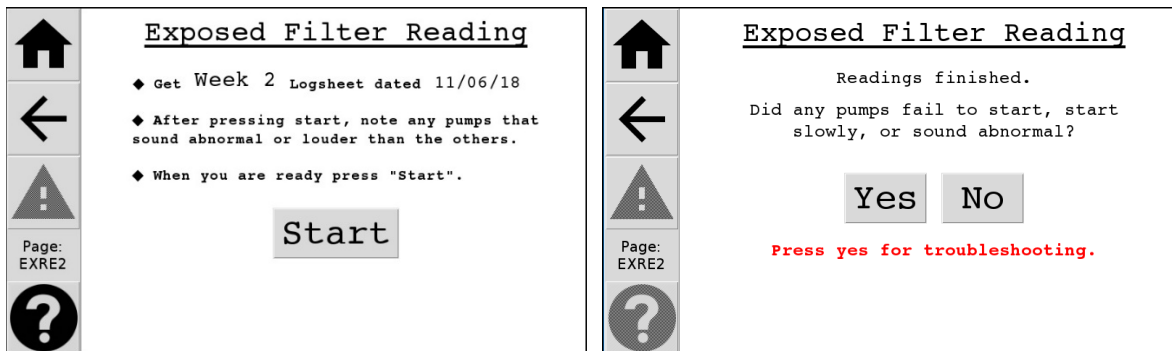 Exposed Filter Reading
◆ Get Week 2 Logsheet dated 11/06/18
◆ After pressing start, note any pumps that
sound abnormal or louder than the others.
◆ When you are ready press "Start".
Start
Page:
EXRE2
Exposed Filter Reading
Readings finished.
Did any pumps fail to start, start
slowly, or sound abnormal?
Yes No
Press yes for troubleshooting.
Page:
EXRE2